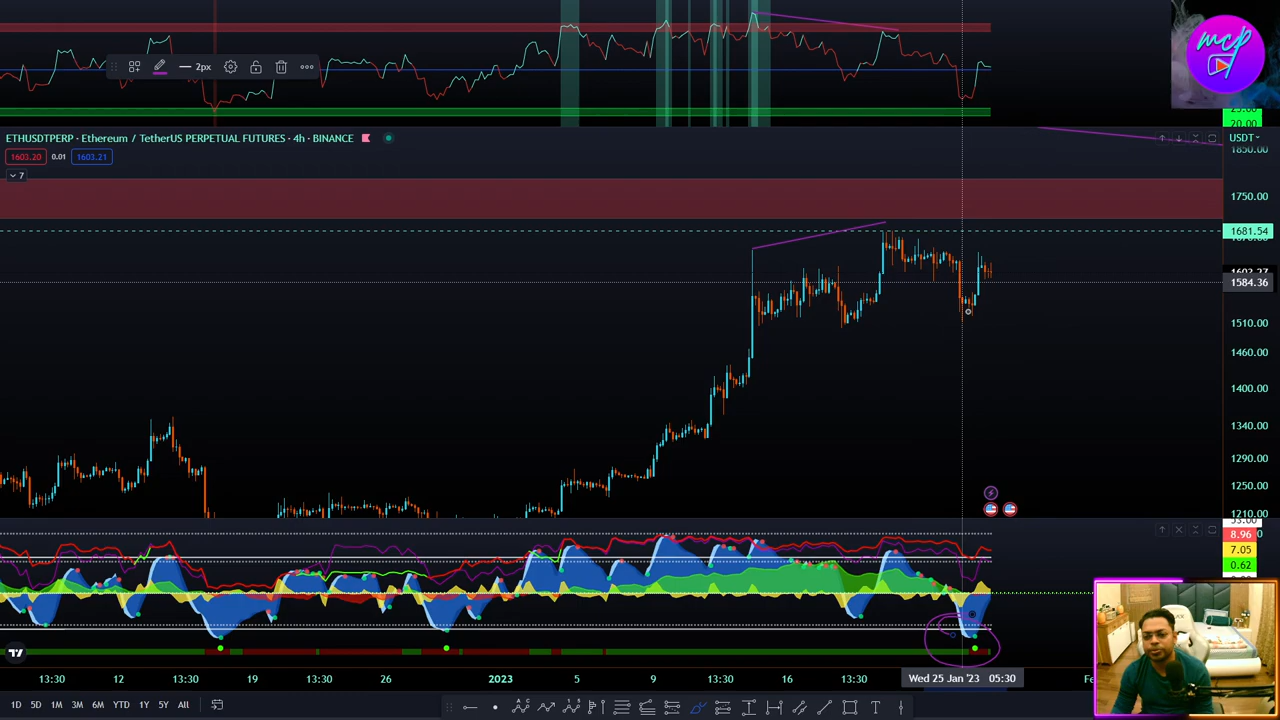 mcp
2px
20.00
ETHUSDTPERP · Ethereum / TetherUS PERPETUAL FUTURES · 4h · BINANCE
USDT
1603.20 0.01 1603.21
7
1850.00
1750.00
1681.54
1584.36
1510.00
1460.00
1400.00
1340.00
1290.00
1250.00
1210.00
8.96
7.05
0.62
13:30 12 13:30 19 13:30 26 2023 5 9 13:30 16 13:30 Wed 25 Jan '23 05:30
1D 5D 1M 3M 6M YTD 1Y 5Y All